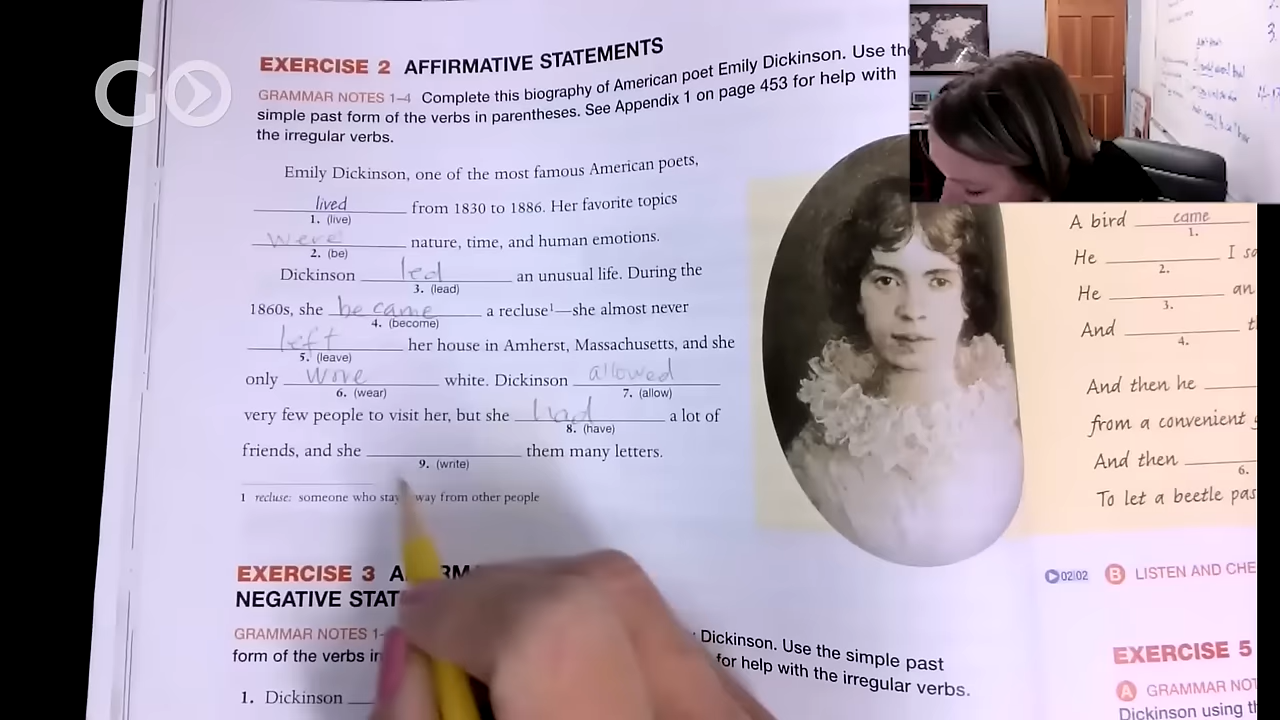 GO
EXERCISE 2 AFFIRMATIVE STATEMENTS
GRAMMAR NOTES 1–4 Complete this biography of American poet Emily Dickinson. Use the
simple past form of the verbs in parentheses. See Appendix 1 on page 453 for help with
the irregular verbs.
Emily Dickinson, one of the most famous American poets,
lived from 1830 to 1886. Her favorite topics
1. (live)
were nature, time, and human emotions.
2. (be)
Dickinson led an unusual life. During the
3. (lead)
1860s, she became a recluse1—she almost never
4. (become)
left her house in Amherst, Massachusetts, and she
5. (leave)
only wore white. Dickinson allowed
6. (wear) 7. (allow)
very few people to visit her, but she had a lot of
8. (have)
friends, and she them many letters.
9. (write)
1 recluse: someone who stay way from other people
EXERCISE 3
NEGATIVE STAT
GRAMMAR NOTES 1-
form of the verbs in
Dickinson. Use the simple past
for help with the irregular verbs.
1. Dickinson
A bird came
1.
He I
2.
He an
3.
And
4.
And then he
from a convenient
And then
6.
To let a beetle pas
02|02 B LISTEN AND CHE
EXERCISE 5
A GRAMMAR NOT
Dickinson using th